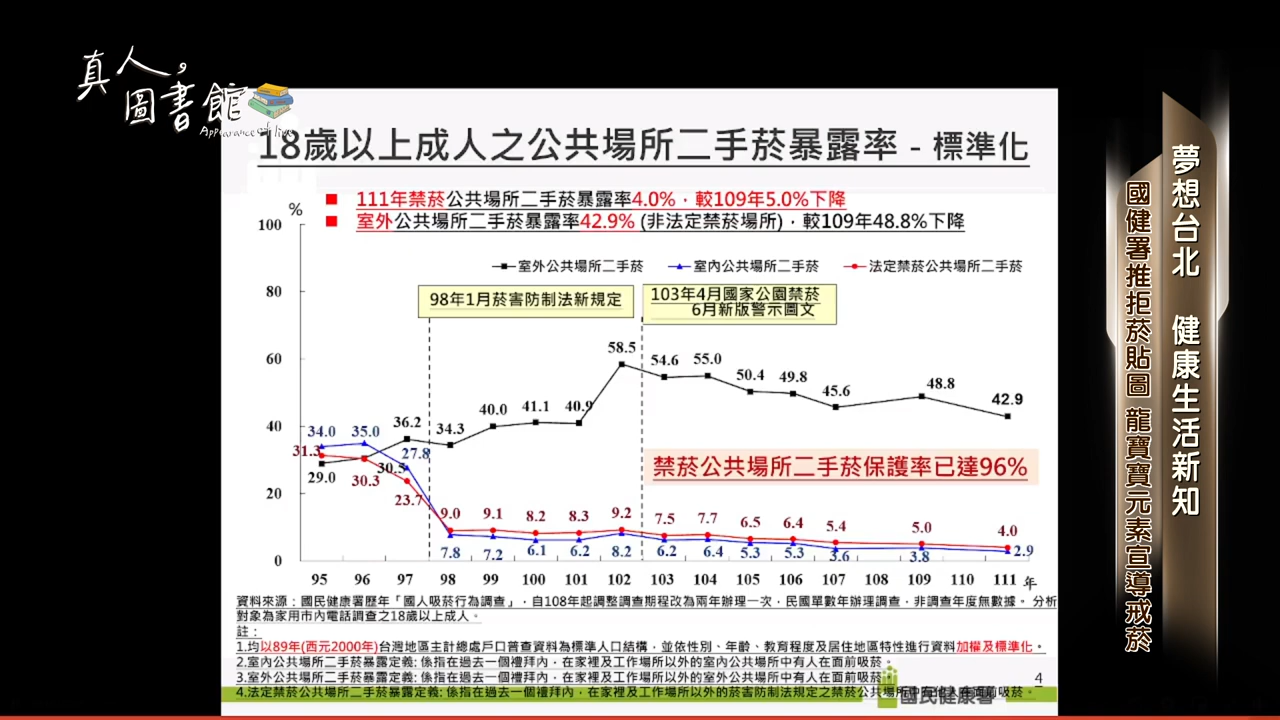 真人圖書館
Appearance of live
18歲以上成人之公共場所二手菸暴露率 - 標準化
111年禁菸公共場所二手菸暴露率4.0%，較109年5.0%下降
室外公共場所二手菸暴露率42.9% (非法定禁菸場所)，較109年48.8%下降
%
100
80
60
40
20
0
室外公共場所二手菸
室內公共場所二手菸
法定禁菸公共場所二手菸
98年1月菸害防制法新規定
103年4月國家公園禁菸
6月新版警示圖文
29.0 30.5 36.2 34.3 40.0 41.1 40.9 58.5 54.6 55.0 50.4 49.8 45.6 48.8 42.9
34.0 35.0 27.8 7.8 7.2 6.1 6.2 8.2 6.2 6.4 5.3 5.3 3.6 3.8 2.9
31.3 30.3 23.7 9.0 9.1 8.2 8.3 9.2 7.5 7.7 6.5 6.4 5.4 5.0 4.0
禁菸公共場所二手菸保護率已達96%
95 96 97 98 99 100 101 102 103 104 105 106 107 108 109 110 111 年
資料來源：國民健康署歷年「國人吸菸行為調查」，自108年起調整調查期程改為兩年辦理一次，民國單數年辦理調查，非調查年度無數據。 分析
對象為家用市內電話調查之18歲以上成人。
註：
1.均以89年(西元2000年)台灣地區主計總處戶口普查資料為標準人口結構，並依性別、年齡、教育程度及居住地區特性進行資料加權及標準化。
2.室內公共場所二手菸暴露定義: 係指在過去一個禮拜內，在家裡及工作場所以外的室內公共場所中有人在面前吸菸。
3.室外公共場所二手菸暴露定義: 係指在過去一個禮拜內，在家裡及工作場所以外的室外公共場所中有人在面前吸菸。
4.法定禁菸公共場所二手菸暴露定義: 係指在過去一個禮拜內，在家裡及工作場所以外的菸害防制法規定之禁菸公共場所中有人在面前吸菸。
國民健康署
4
夢想台北 健康生活新知
國健署推拒菸貼圖 龍寶寶元素宣導戒菸